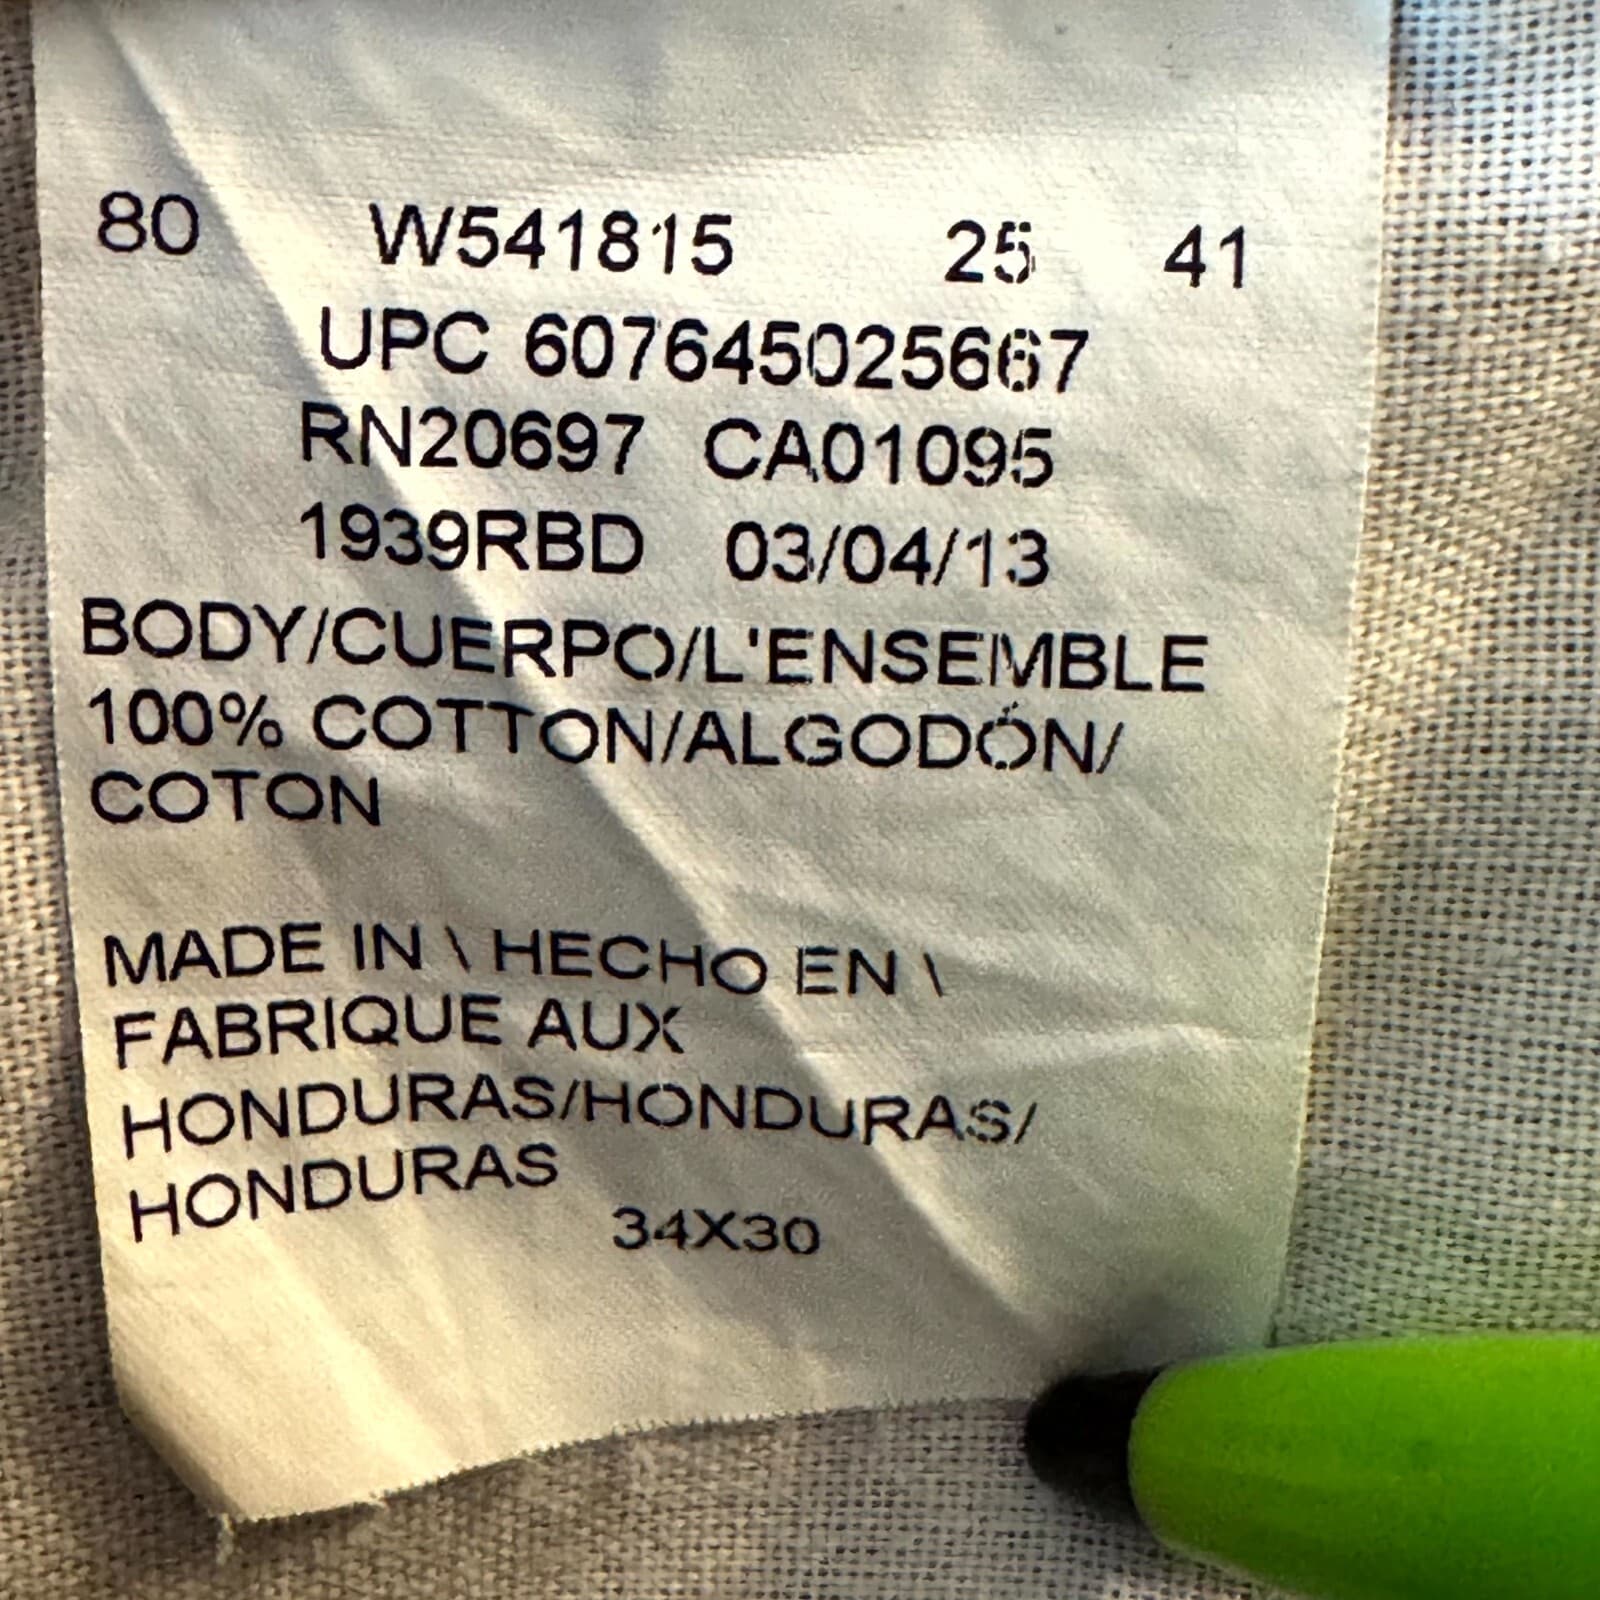 80 W541815 25 41
UPC 607645025667
RN20697 CA01095
1939RBD 03/04/13
BODY/CUERPO/L'ENSEMBLE
100% COTTON/ALGODÓN/
COTON
MADE IN \ HECHO EN \
FABRIQUE AUX
HONDURAS/HONDURAS/
HONDURAS
34X30